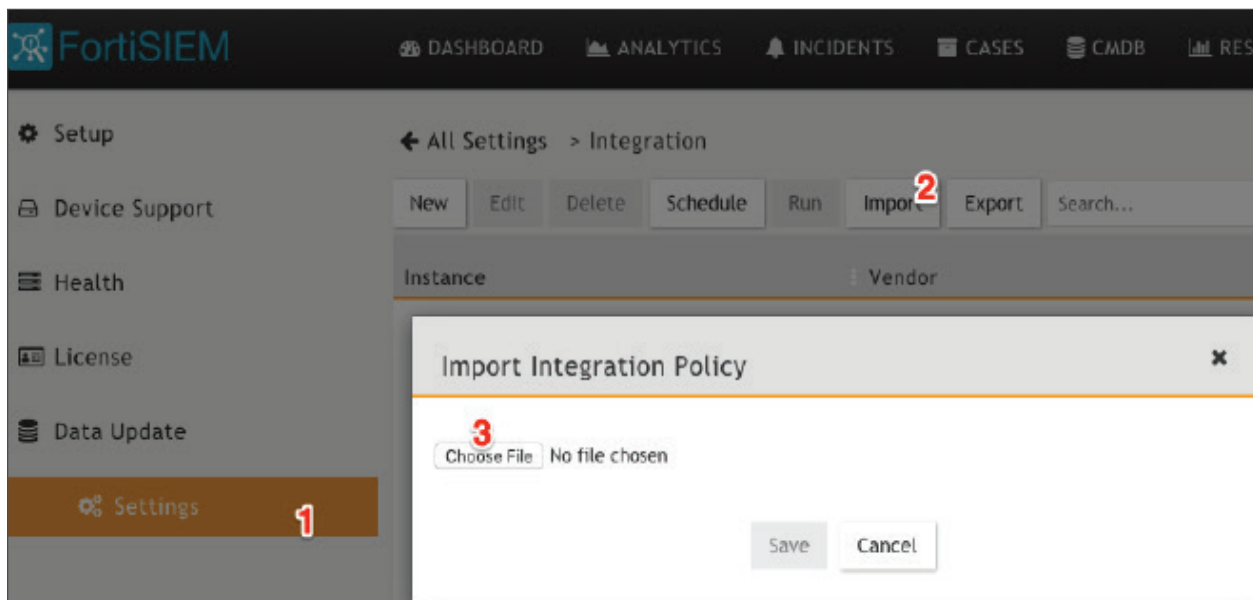 FortiSIEM DASHBOARD ANALYTICS INCIDENTS CASES CMDB RES
Setup
All Settings > Integration
Device Support
New Edit Delete Schedule Run Import 2 Export Search...
Health
Instance Vendor
License
Import Integration Policy
Data Update
3
Choose File No file chosen
Settings 1
Save Cancel